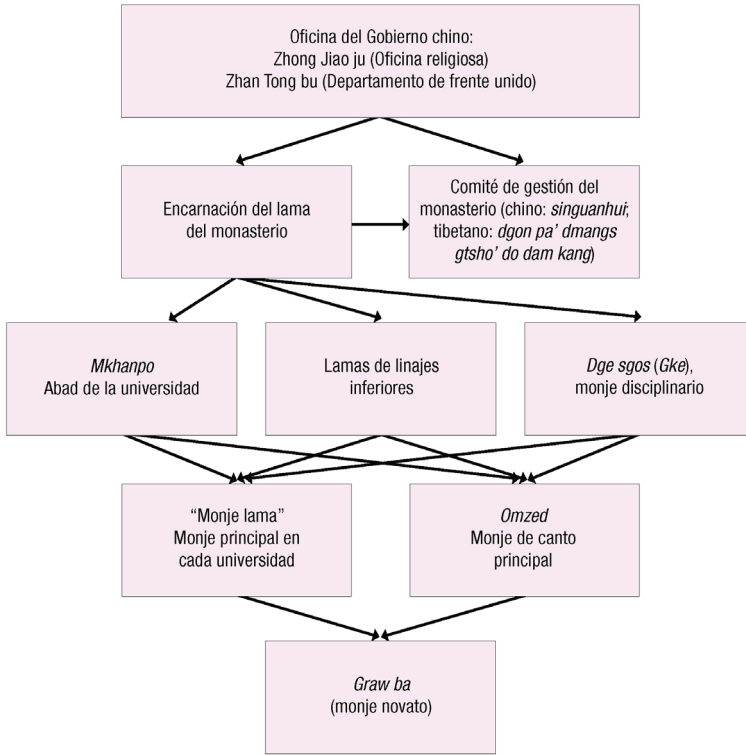 Oficina del Gobierno chino:
Zhong Jiao ju (Oficina religiosa)
Zhan Tong bu (Departamento de frente unido)
Encarnación del lama
del monasterio
Comité de gestión del
monasterio (chino: singuanhui;
tibetano: dgon pa’ dmangs
gtsho’ do dam kang)
Mkhanpo
Abad de la universidad
Lamas de linajes
inferiores
Dge sgos (Gke),
monje disciplinario
“Monje lama”
Monje principal en
cada universidad
Omzed
Monje de canto
principal
Graw ba
(monje novato)